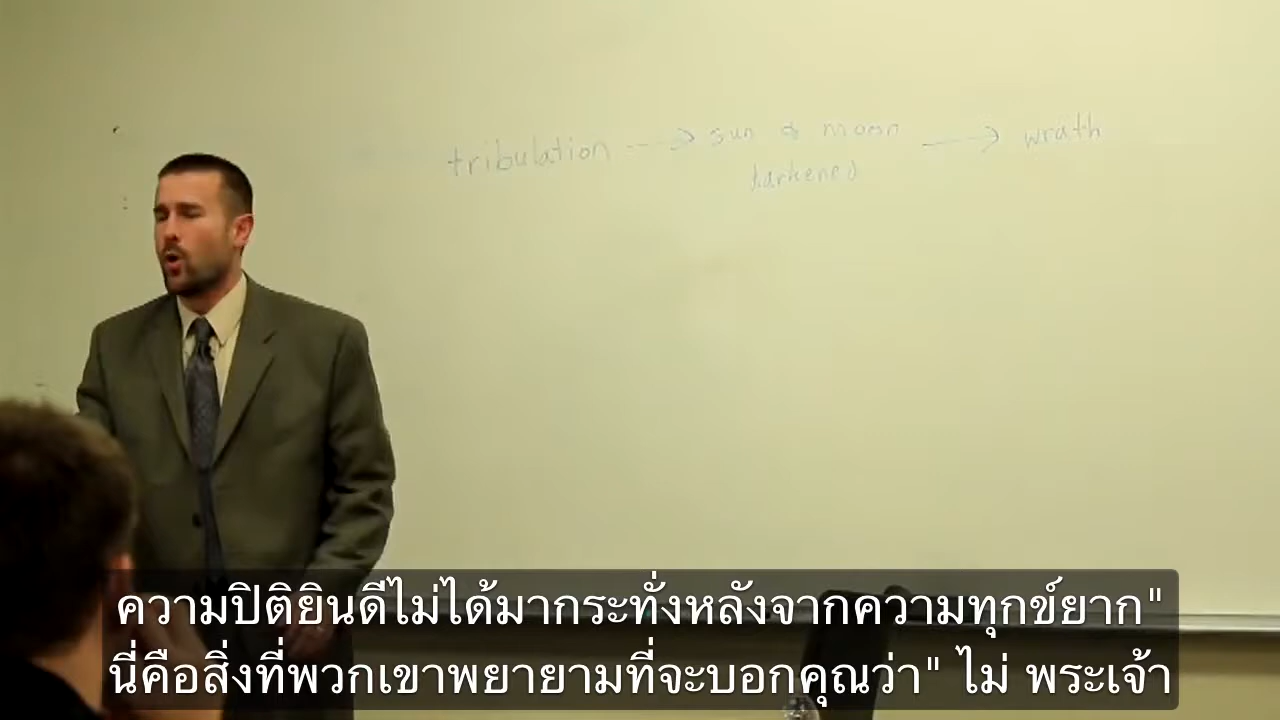 tribulation → sun & moon → wrath
darkened
ความปิติยินดีไม่ได้มากระทั่งหลังจากความทุกข์ยาก"
นี่คือสิ่งที่พวกเขาพยายามที่จะบอกคุณว่า" ไม่ พระเจ้า